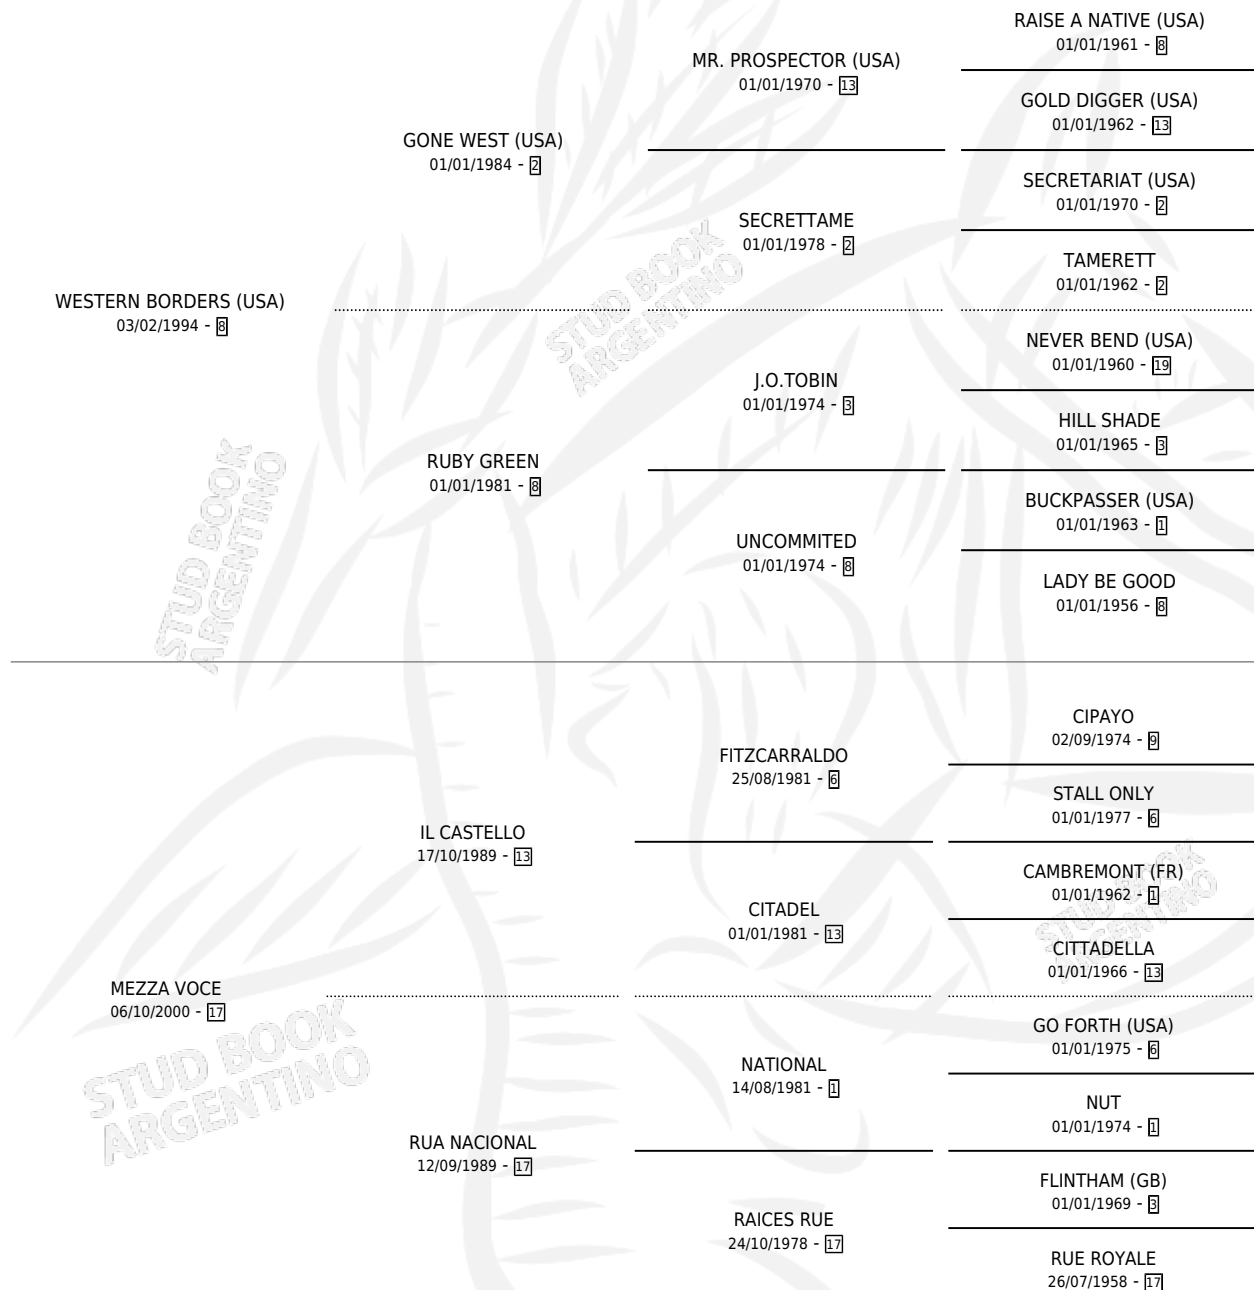 RAISE A NATIVE (USA)
01/01/1961 - 8
MR. PROSPECTOR (USA)
01/01/1970 - 13
GOLD DIGGER (USA)
01/01/1962 - 13
GONE WEST (USA)
01/01/1984 - 2
SECRETARIAT (USA)
01/01/1970 - 2
SECRETTAME
01/01/1978 - 2
TAMERETT
01/01/1962 - 2
WESTERN BORDERS (USA)
03/02/1994 - 8
NEVER BEND (USA)
01/01/1960 - 19
J.O.TOBIN
01/01/1974 - 3
HILL SHADE
01/01/1965 - 3
RUBY GREEN
01/01/1981 - 8
BUCKPASSER (USA)
01/01/1963 - 1
UNCOMMITED
01/01/1974 - 8
LADY BE GOOD
01/01/1956 - 8
CIPAYO
02/09/1974 - 9
FITZCARRALDO
25/08/1981 - 6
STALL ONLY
01/01/1977 - 6
IL CASTELLO
17/10/1989 - 13
CAMBREMONT (FR)
01/01/1962 - 1
CITADEL
01/01/1981 - 13
CITTADELLA
01/01/1966 - 13
MEZZA VOCE
06/10/2000 - 17
GO FORTH (USA)
01/01/1975 - 6
NATIONAL
14/08/1981 - 1
NUT
01/01/1974 - 1
RUA NACIONAL
12/09/1989 - 17
FLINTHAM (GB)
01/01/1969 - 3
RAICES RUE
24/10/1978 - 17
RUE ROYALE
26/07/1958 - 17
STUD BOOK
ARGENTINO
STUD BOOK
ARGENTINO
STUD BOOK
ARGENTINO
STUD BOOK
ARGENTINO